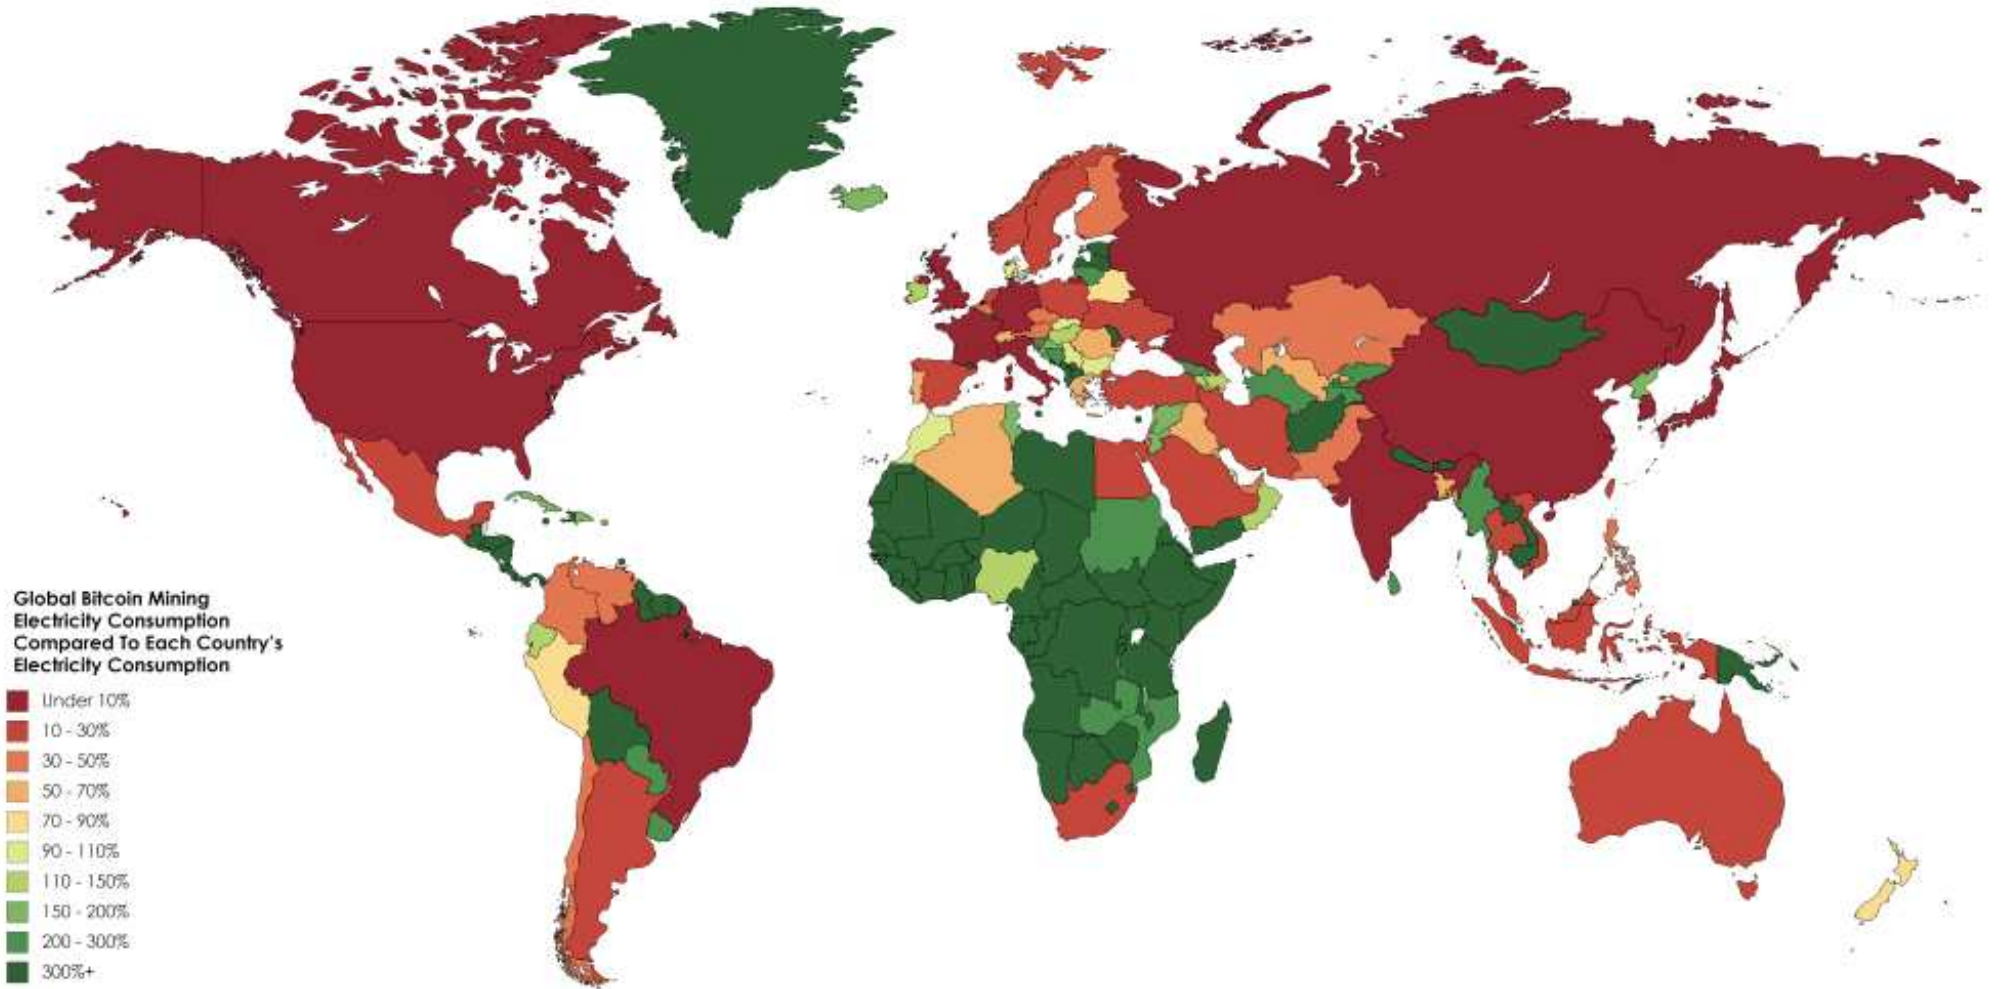 Global Bitcoin Mining
Electricity Consumption
Compared To Each Country's
Electricity Consumption
Under 10%
10 - 30%
30 - 50%
50 - 70%
70 - 90%
90 - 110%
110 - 150%
150 - 200%
200 - 300%
300%+